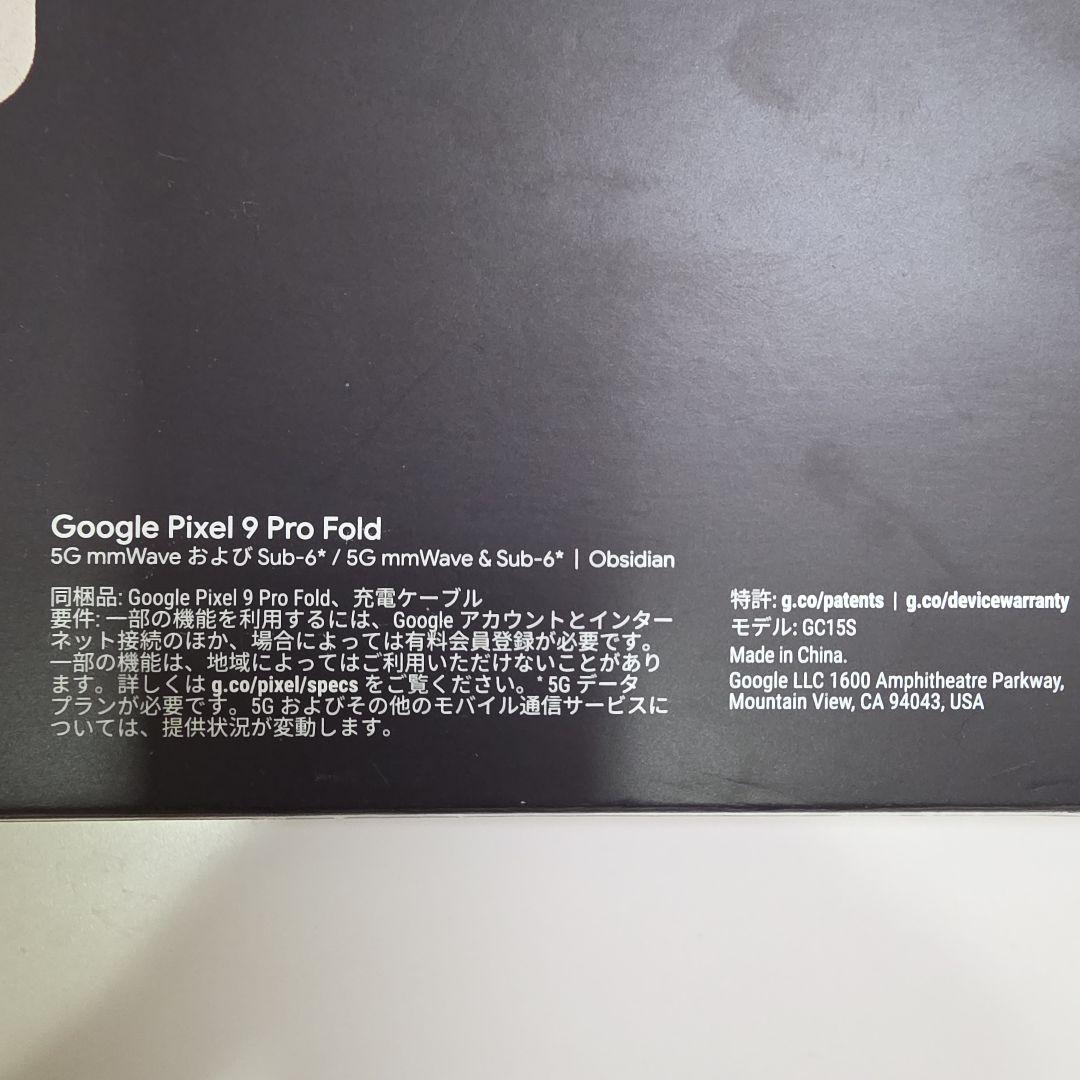 Google Pixel 9 Pro Fold
5G mmWave および Sub-6* / 5G mmWave & Sub-6* | Obsidian
同梱品: Google Pixel 9 Pro Fold、充電ケーブル
要件: 一部の機能を利用するには、Google アカウントとインター
ネット接続のほか、場合によっては有料会員登録が必要です。
一部の機能は、地域によってはご利用いただけないことがあり
ます。詳しくは g.co/pixel/specs をご覧ください。* 5G データ
プランが必要です。5G およびその他のモバイル通信サービスに
ついては、提供状況が変動します。
特許: g.co/patents | g.co/devicewarranty
モデル: GC15S
Made in China.
Google LLC 1600 Amphitheatre Parkway,
Mountain View, CA 94043, USA